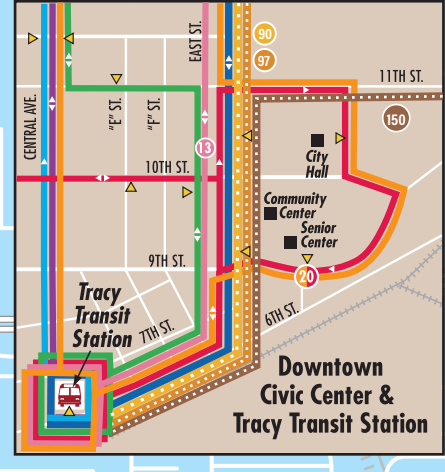 90
97
EAST ST.
11TH ST.
150
CENTRAL AVE.
"E" ST.
"F" ST.
13
City
Hall
10TH ST.
Community
Center
Senior
Center
9TH ST.
20
Tracy
Transit
Station
7TH ST.
6TH ST.
Downtown
Civic Center &
Tracy Transit Station